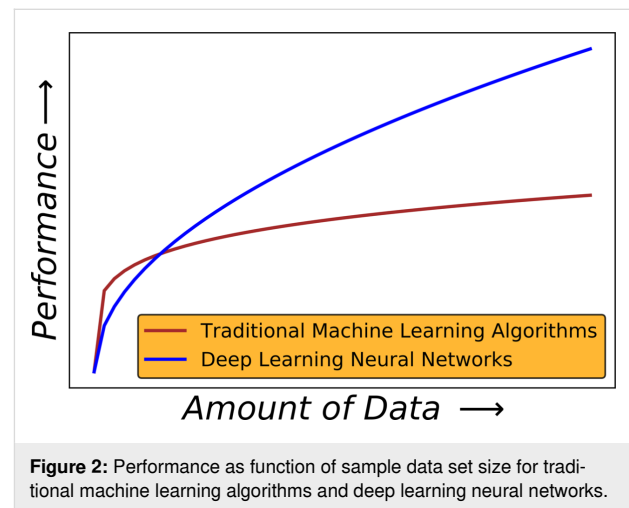 Performance →
Traditional Machine Learning Algorithms
Deep Learning Neural Networks
Amount of Data →
Figure 2: Performance as function of sample data set size for tradi-
tional machine learning algorithms and deep learning neural networks.